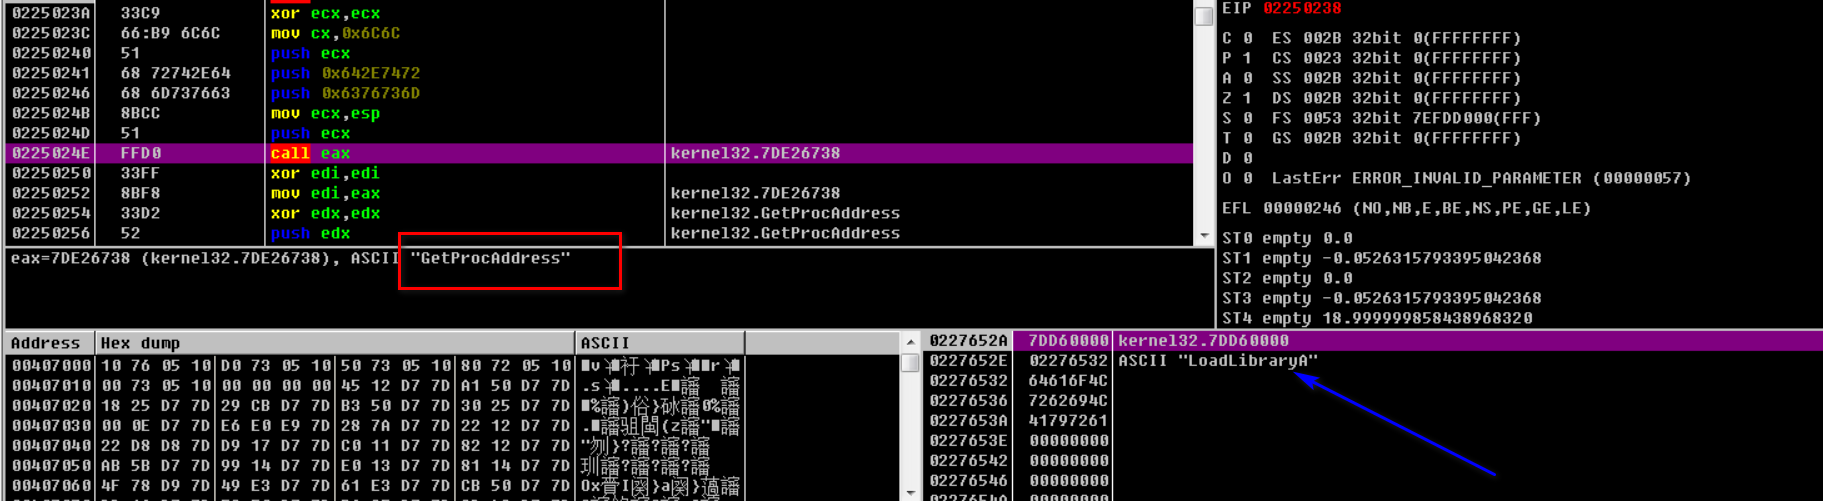 0225023A 33C9 xor ecx,ecx
0225023C 66:B9 6C6C mov cx,0x6C6C
02250240 51 push ecx
02250241 68 72742E64 push 0x642E7472
02250246 68 6D737663 push 0x6376736D
0225024B 8BCC mov ecx,esp
0225024D 51 push ecx
0225024E FFD0 call eax kernel32.7DE26738
02250250 33FF xor edi,edi
02250252 8BF8 mov edi,eax kernel32.7DE26738
02250254 33D2 xor edx,edx kernel32.GetProcAddress
02250256 52 push edx kernel32.GetProcAddress
eax=7DE26738 (kernel32.7DE26738), ASCII "GetProcAddress"
EIP 02250238
C 0 ES 002B 32bit 0(FFFFFFFF)
P 1 CS 0023 32bit 0(FFFFFFFF)
A 0 SS 002B 32bit 0(FFFFFFFF)
Z 1 DS 002B 32bit 0(FFFFFFFF)
S 0 FS 0053 32bit 7EFDD000(FFF)
T 0 GS 002B 32bit 0(FFFFFFFF)
D 0
O 0 LastErr ERROR_INVALID_PARAMETER (00000057)
EFL 00000246 (NO,NB,E,BE,NS,PE,GE,LE)
ST0 empty 0.0
ST1 empty -0.0526315793395042368
ST2 empty 0.0
ST3 empty -0.0526315793395042368
ST4 empty 18.999999858438968320
Address Hex dump ASCII
00407000 10 76 05 10 D0 73 05 10 50 73 05 10 80 72 05 10
00407010 00 73 05 10 00 00 00 00 45 12 D7 7D A1 50 D7 7D
00407020 18 25 D7 7D 29 CB D7 7D B3 50 D7 7D 30 25 D7 7D
00407030 00 0E D7 7D E6 E0 E9 7D 28 7A D7 7D 22 12 D7 7D
00407040 22 D8 D8 7D D9 17 D7 7D C0 11 D7 7D 82 12 D7 7D
00407050 AB 5B D7 7D 99 14 D7 7D E0 13 D7 7D 81 14 D7 7D
00407060 4F 78 D9 7D 49 E3 D7 7D 61 E3 D7 7D CB 50 D7 7D
0227652A 7DD60000 kernel32.7DD60000
0227652E 02276532 ASCII "LoadLibraryA"
02276532 64616F4C
02276536 7262694C
0227653A 41797261
0227653E 00000000
02276542 00000000
02276546 00000000